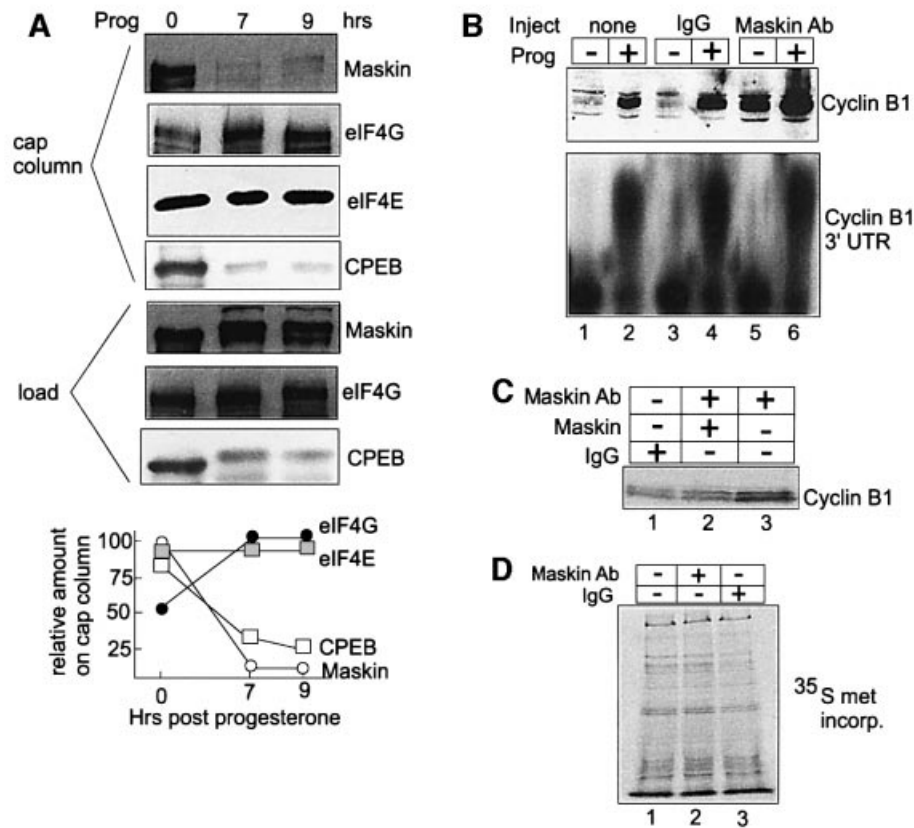 A
Prog 0 7 9 hrs
Maskin
eIF4G
cap
column
eIF4E
CPEB
Maskin
load
eIF4G
CPEB
relative amount
on cap column
100
75
50
25
eIF4G
eIF4E
CPEB
Maskin
0 7 9
Hrs post progesterone
B
Inject none IgG Maskin Ab
Prog - + - + - +
Cyclin B1
Cyclin B1
3' UTR
1 2 3 4 5 6
C
Maskin Ab - + +
Maskin - + -
IgG + - -
Cyclin B1
1 2 3
D
Maskin Ab - + -
IgG - - +
35S met
incorp.
1 2 3